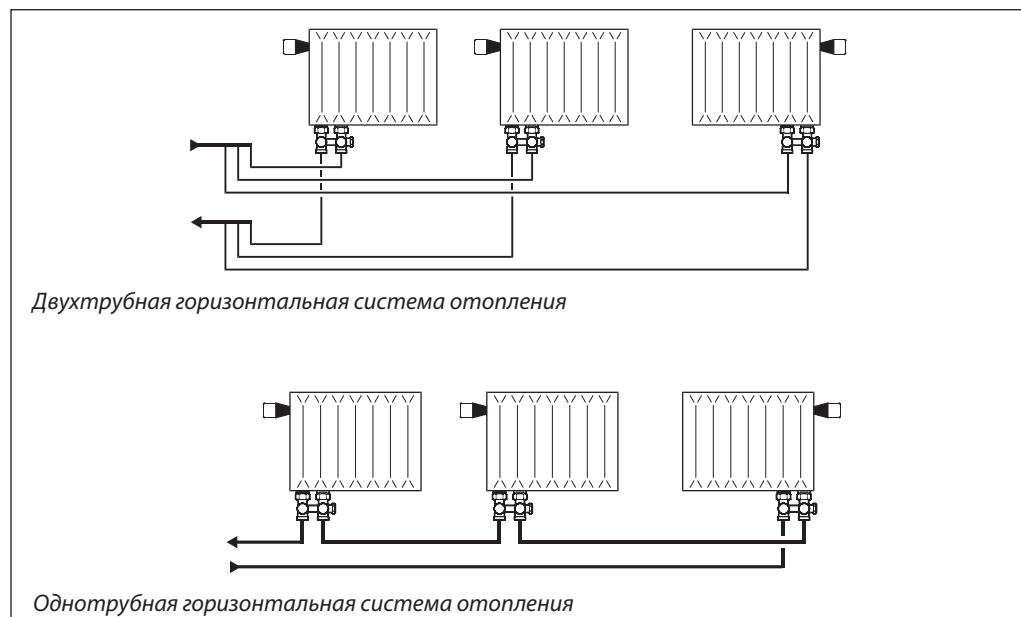 Двухтрубная горизонтальная система отопления
Однотрубная горизонтальная система отопления